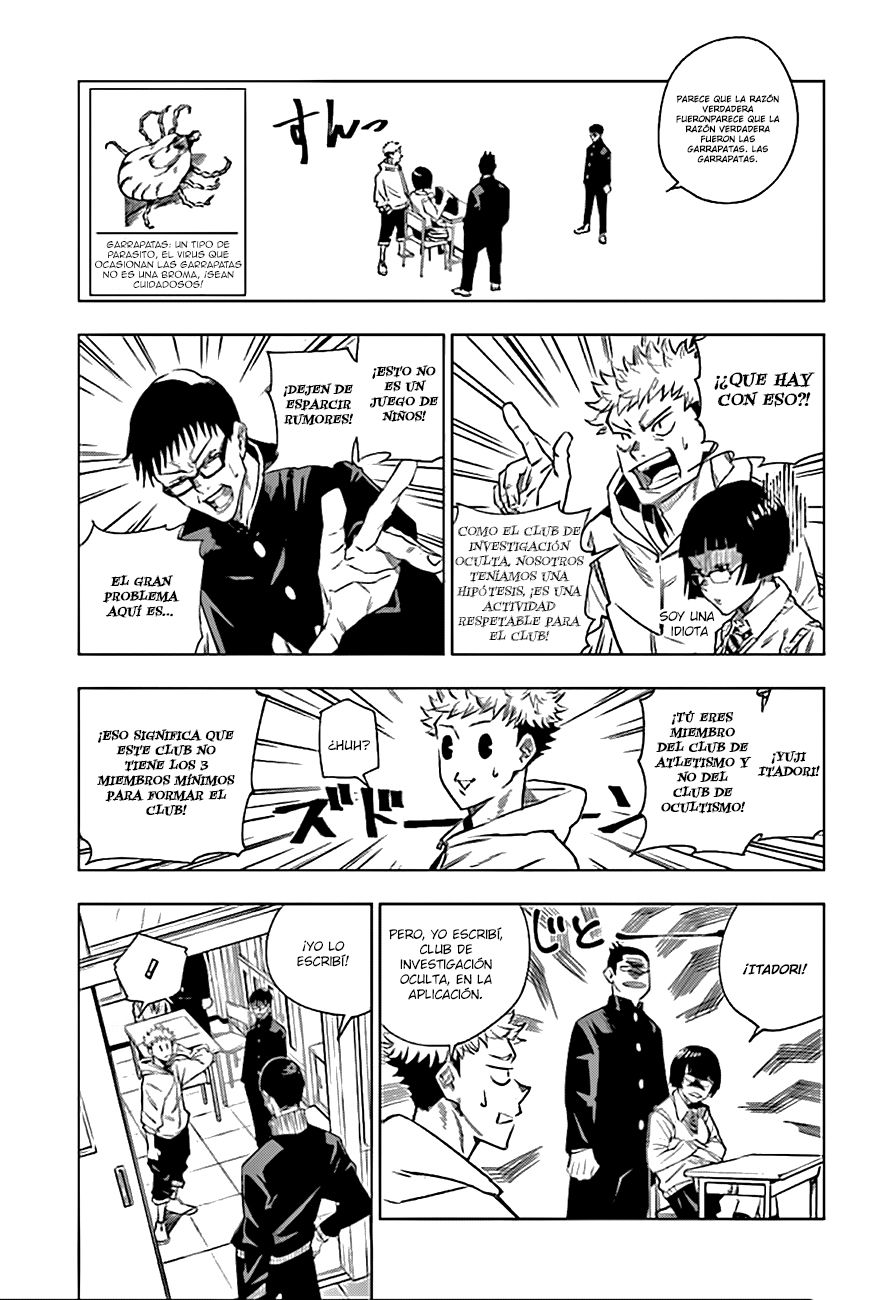 PARECE QUE LA RAZÓN
VERDADERA
FUERONPARECE QUE LA
RAZÓN VERDADERA
FUERON LAS
GARRAPATAS. LAS
GARRAPATAS.
すんっ
GARRAPATAS: UN TIPO DE
PARASITO, EL VIRUS QUE
OCASIONAN LAS GARRAPATAS
NO ES UNA BROMA, ¡SEAN
CUIDADOSOS!
¡¿QUE HAY
CON ESO?!
COMO EL CLUB DE
INVESTIGACIÓN
OCULTA, NOSOTROS
TENÍAMOS UNA
HIPÓTESIS, ¡ES UNA
ACTIVIDAD
RESPETABLE PARA
EL CLUB!
SOY UNA
IDIOTA
¡ESTO NO
ES UN
JUEGO DE
NIÑOS!
¡DEJEN DE
ESPARCIR
RUMORES!
EL GRAN
PROBLEMA
AQUÍ ES...
¡YUJI
ITADORI!
¡TÚ ERES
MIEMBRO
DEL CLUB DE
ATLETISMO Y
NO DEL
CLUB DE
OCULTISMO!
¿HUH?
ズドーーン
¡ESO SIGNIFICA QUE
ESTE CLUB NO
TIENE LOS 3
MIEMBROS MÍNIMOS
PARA FORMAR EL
CLUB!
¡ITADORI!
じと
PERO, YO ESCRIBÍ,
CLUB DE
INVESTIGACIÓN
OCULTA, EN LA
APLICACIÓN.
¡YO LO
ESCRIBÍ!
!